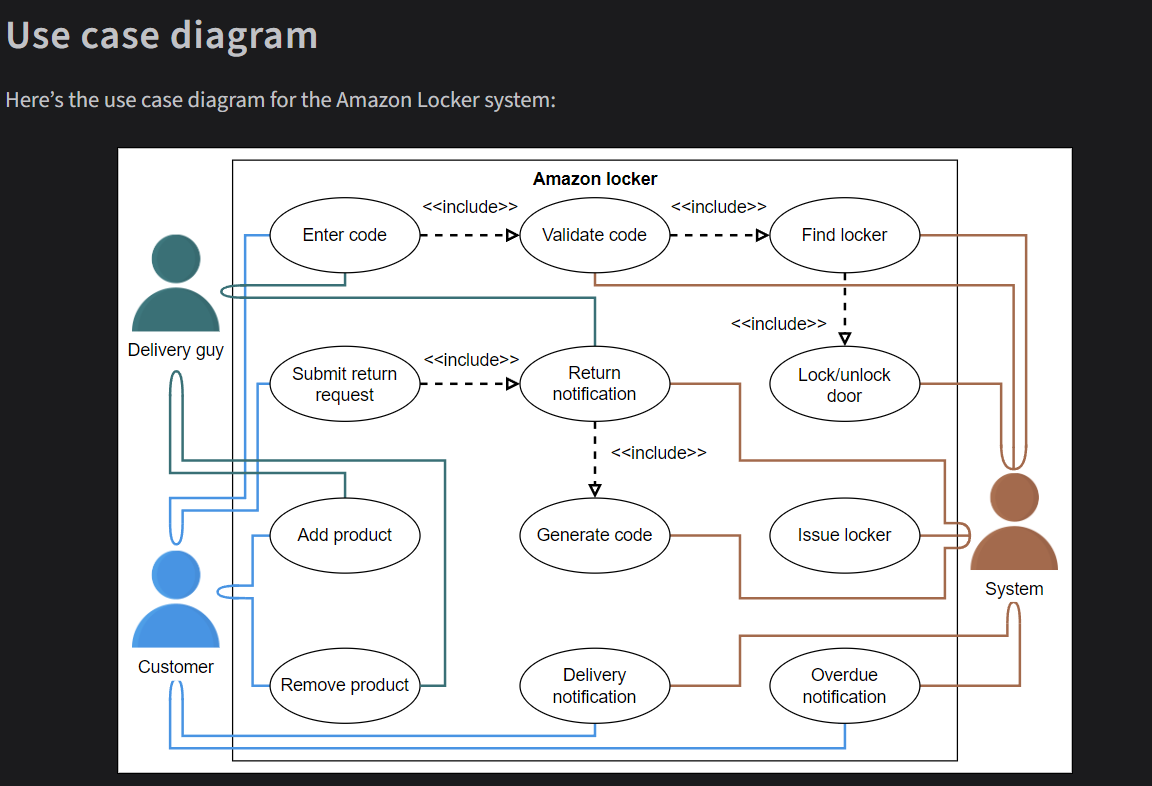 Use case diagram
Here’s the use case diagram for the Amazon Locker system:
Amazon locker
<<include>>
<<include>>
Enter code
Validate code
Find locker
Delivery guy
<<include>>
<<include>>
Submit return
request
Return
notification
Lock/unlock
door
<<include>>
Add product
Generate code
Issue locker
System
Customer
Remove product
Delivery
notification
Overdue
notification